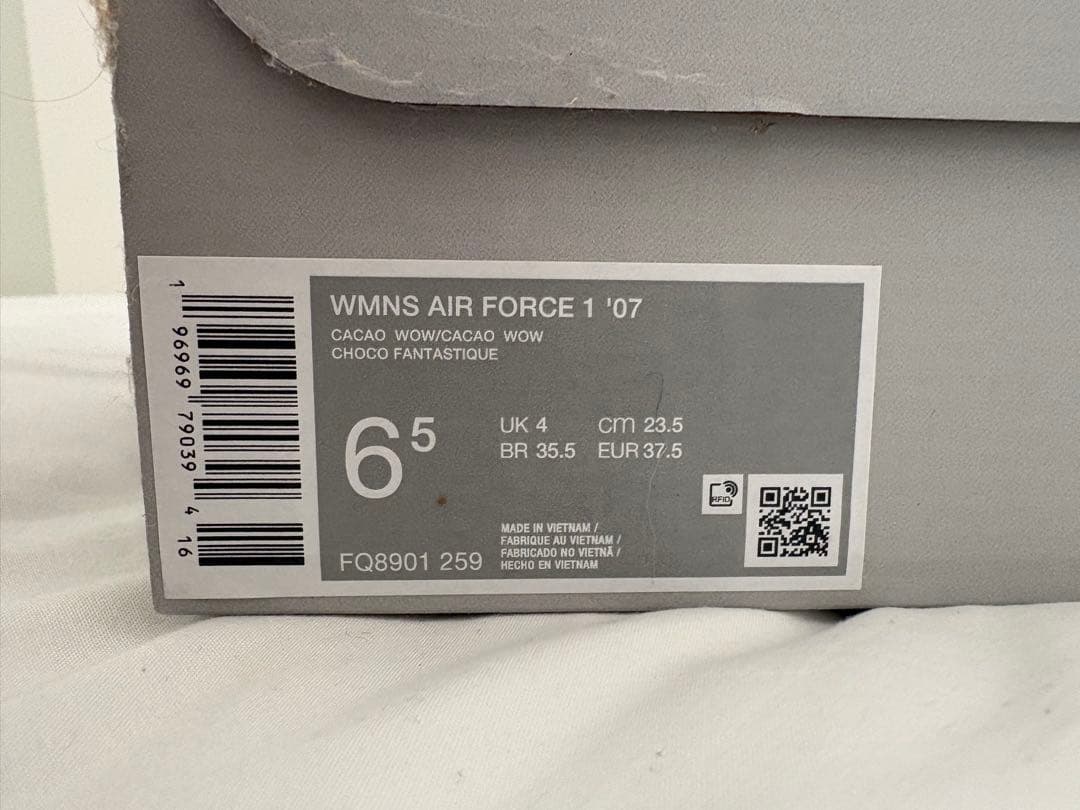 WMNS AIR FORCE 1 '07
CACAO WOW/CACAO WOW
CHOCO FANTASTIQUE
6 5
UK 4 cm 23.5
BR 35.5 EUR 37.5
RFID
MADE IN VIETNAM /
FABRIQUE AU VIETNAM /
FABRICADO NO VIETNÃ /
HECHO EN VIETNAM
FQ8901 259
1 96969 79039 4 16